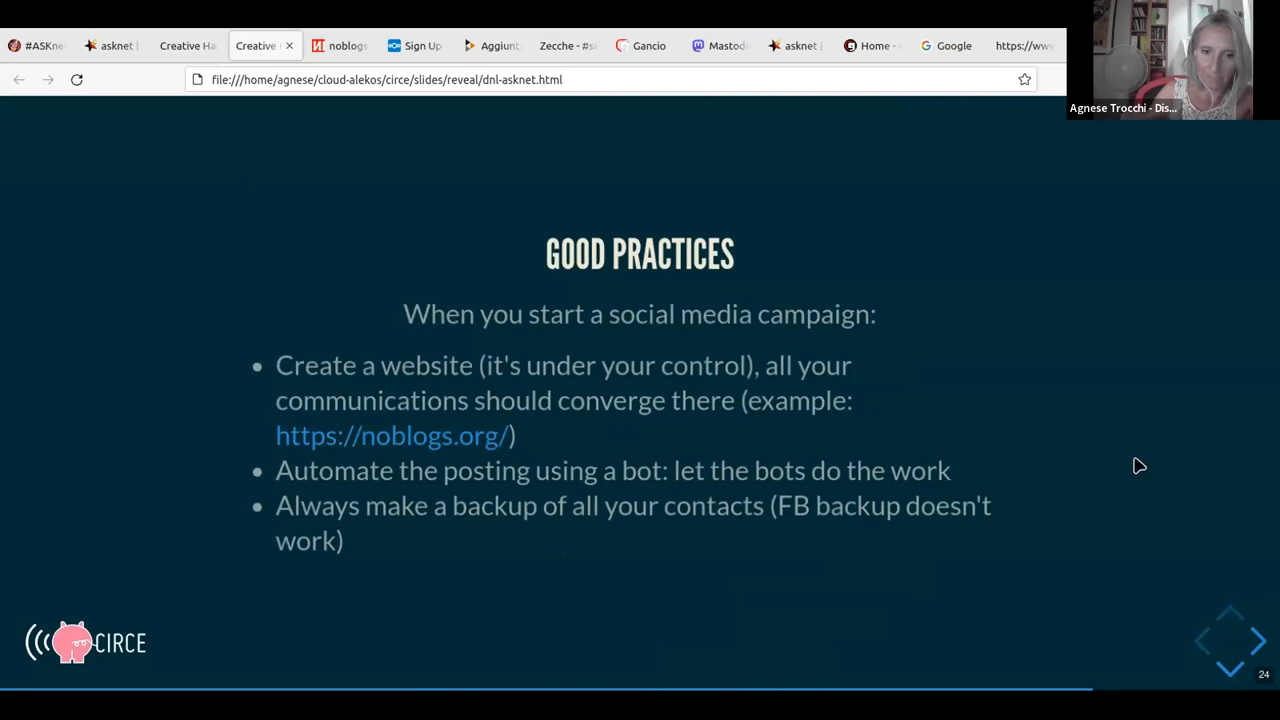 #ASKne
asknet
Creative Ha
Creative
noblogs
Sign Up
Aggiunt
Zecche - #s
Gancio
Mastod
asknet
Home -
Google
https://ww
file:///home/agnese/cloud-alekos/circe/slides/reveal/dnl-asknet.html
Agnese Trocchi - Dis...
GOOD PRACTICES
When you start a social media campaign:
• Create a website (it's under your control), all your
communications should converge there (example:
https://noblogs.org/)
• Automate the posting using a bot: let the bots do the work
• Always make a backup of all your contacts (FB backup doesn't
work)
CIRCE
24